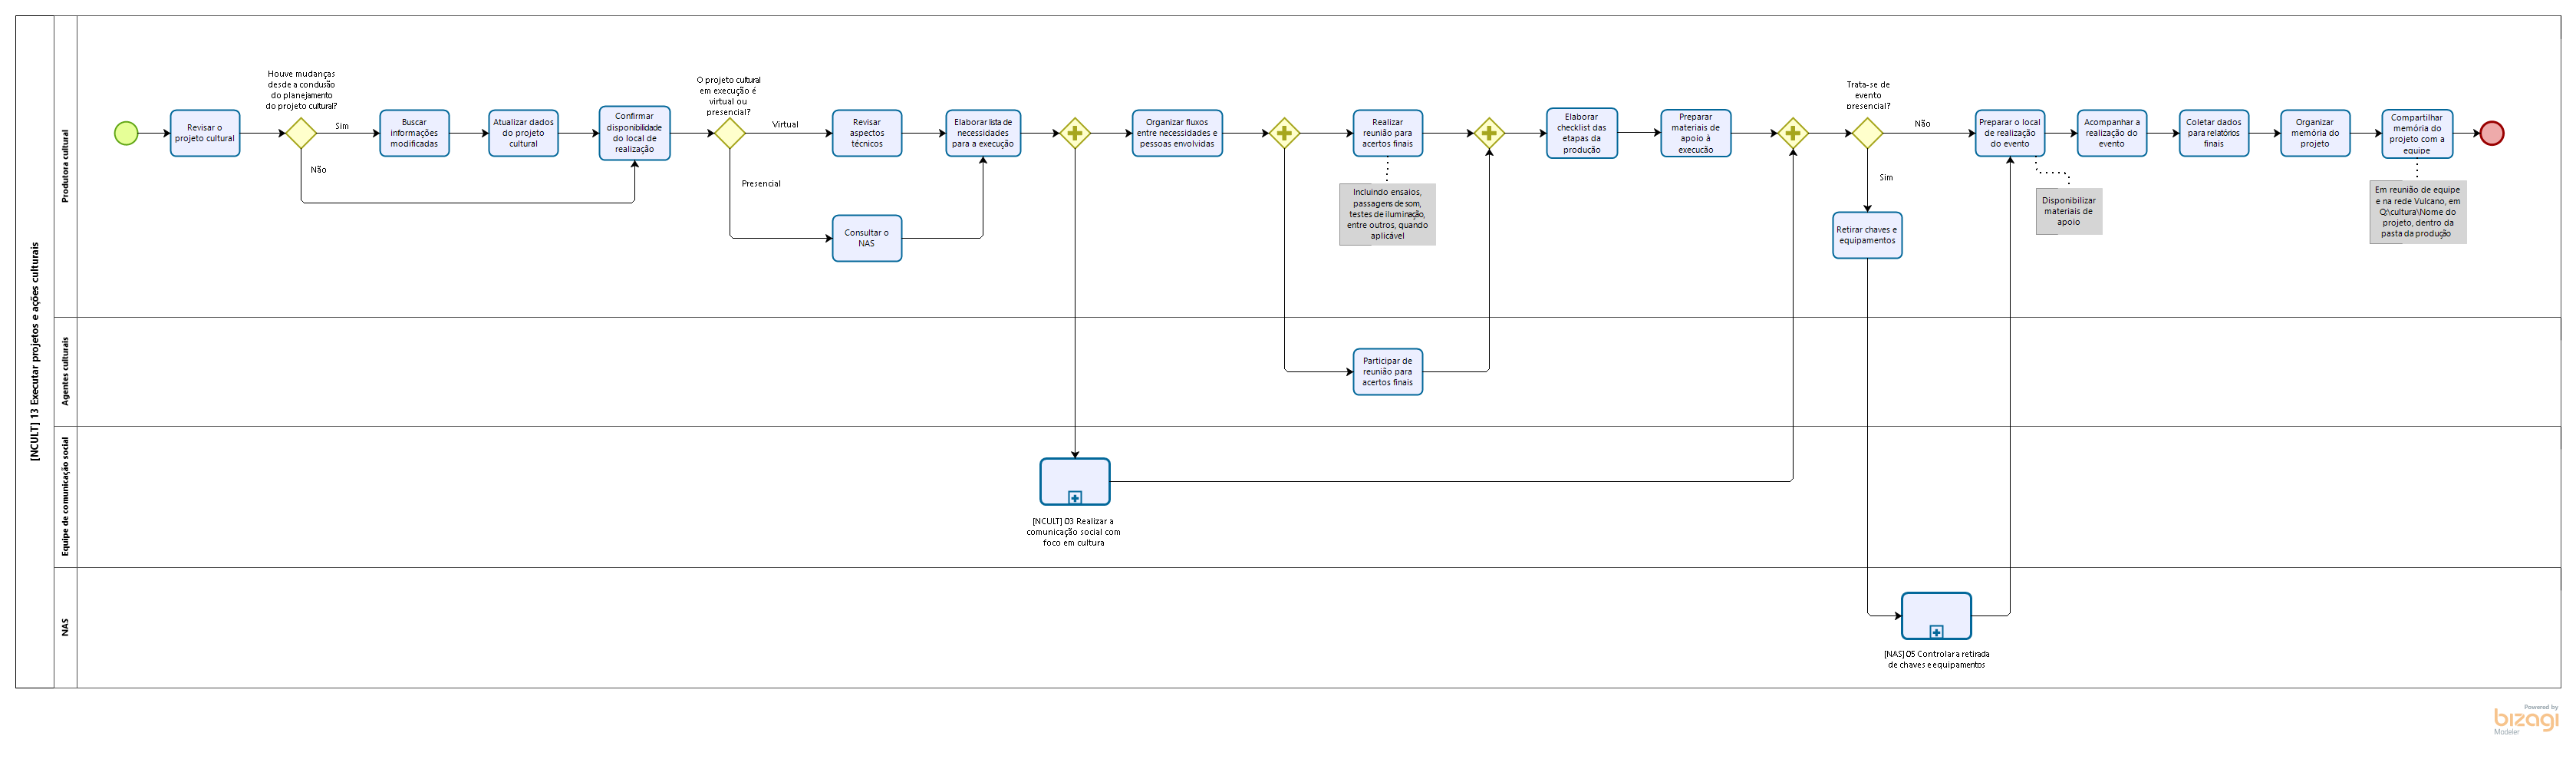 [NCULT] 13 Executar projetos e ações culturais
Produtora cultural
Revisar o
projeto cultural
Houve mudanças
desde a conclusão
do planejamento
do projeto cultural?
Sim
Não
Buscar
informações
modificadas
Atualizar dados
do projeto
cultural
Confirmar
disponibilidade
do local de
realização
O projeto cultural
em execução é
virtual ou
presencial?
Virtual
Presencial
Revisar
aspectos
técnicos
Consultar o
NAS
Elaborar lista de
necessidades
para a execução
Organizar fluxos
entre necessidades e
pessoas envolvidas
Realizar
reunião para
acertos finais
Incluindo ensaios,
passagens de som,
testes de iluminação,
entre outros, quando
aplicável
Elaborar
checklist das
etapas da
produção
Preparar
materiais de
apoio à
execução
Trata-se de
evento
presencial?
Não
Sim
Retirar chaves e
equipamentos
Preparar o local
de realização
do evento
Disponibilizar
materiais de
apoio
Acompanhar a
realização do
evento
Coletar dados
para relatórios
finais
Organizar
memória do
projeto
Compartilhar
memória do
projeto com a
equipe
Em reunião de equipe
e na rede Vulcano, em
Q:\cultura\Nome do
projeto, dentro da
pasta da produção
Agentes culturais
Participar de
reunião para
acertos finais
Equipe de comunicação social
[NCULT] 03 Realizar a
comunicação social com
foco em cultura
NAS
[NAS] 05 Controlar a retirada
de chaves e equipamentos
Powered by
bizagi
Modeler